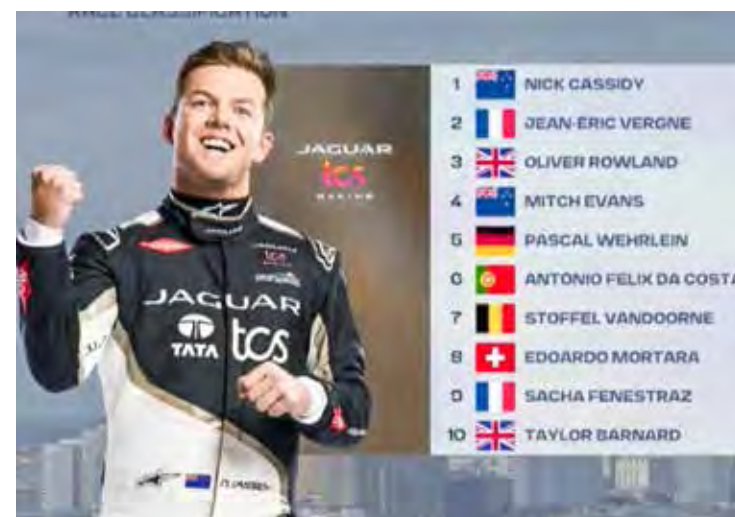 RACE CLASSIFICATION
JAGUAR
tcs
RACING
1 NICK CASSIDY
2 JEAN-ERIC VERGNE
3 OLIVER ROWLAND
4 MITCH EVANS
5 PASCAL WEHRLEIN
6 ANTONIO FELIX DA COSTA
7 STOFFEL VANDOORNE
8 EDOARDO MORTARA
9 SACHA FENESTRAZ
10 TAYLOR BARNARD
JAGUAR
TATA tcs